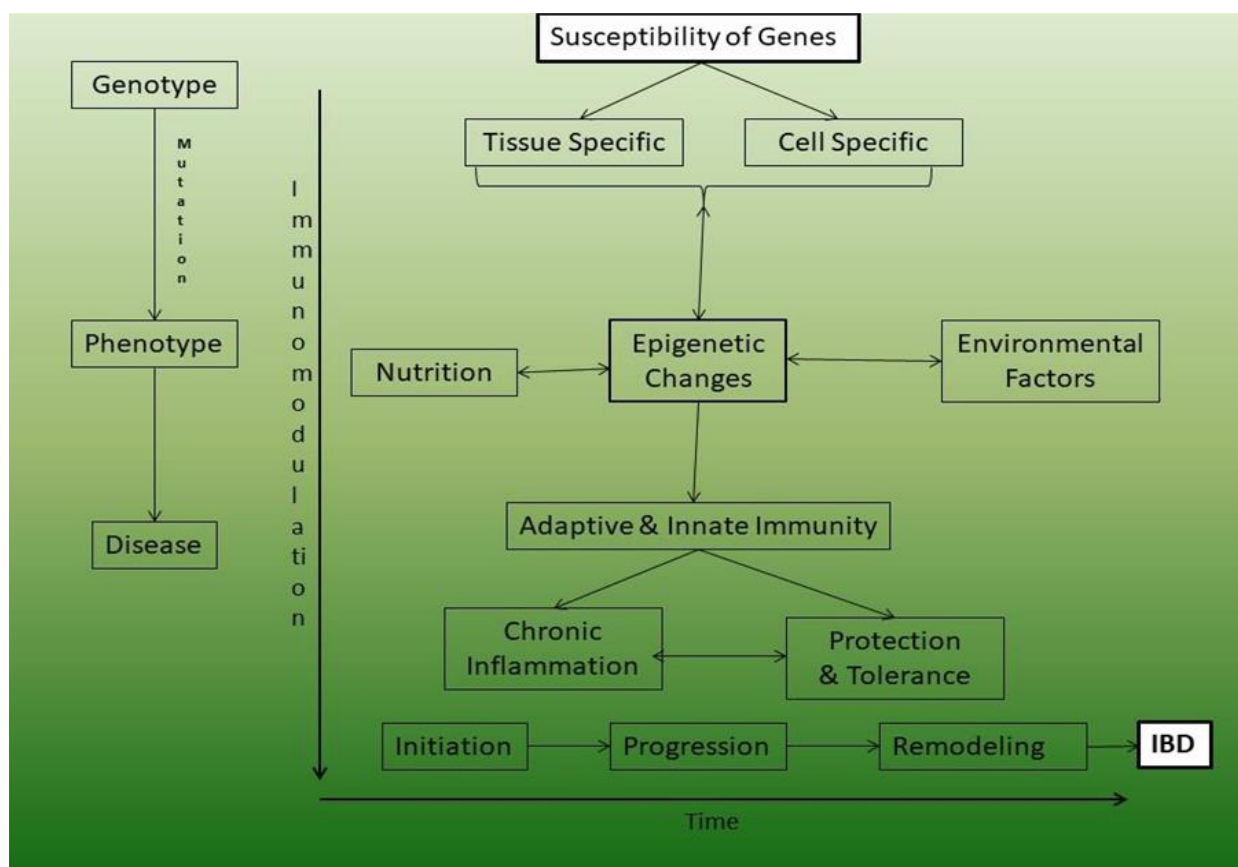 Susceptibility of Genes
Genotype
Tissue Specific
Cell Specific
Mutation
Immunomodulation
Phenotype
Nutrition
Epigenetic
Changes
Environmental
Factors
Disease
Adaptive & Innate Immunity
Chronic
Inflammation
Protection
& Tolerance
Initiation
Progression
Remodeling
IBD
Time